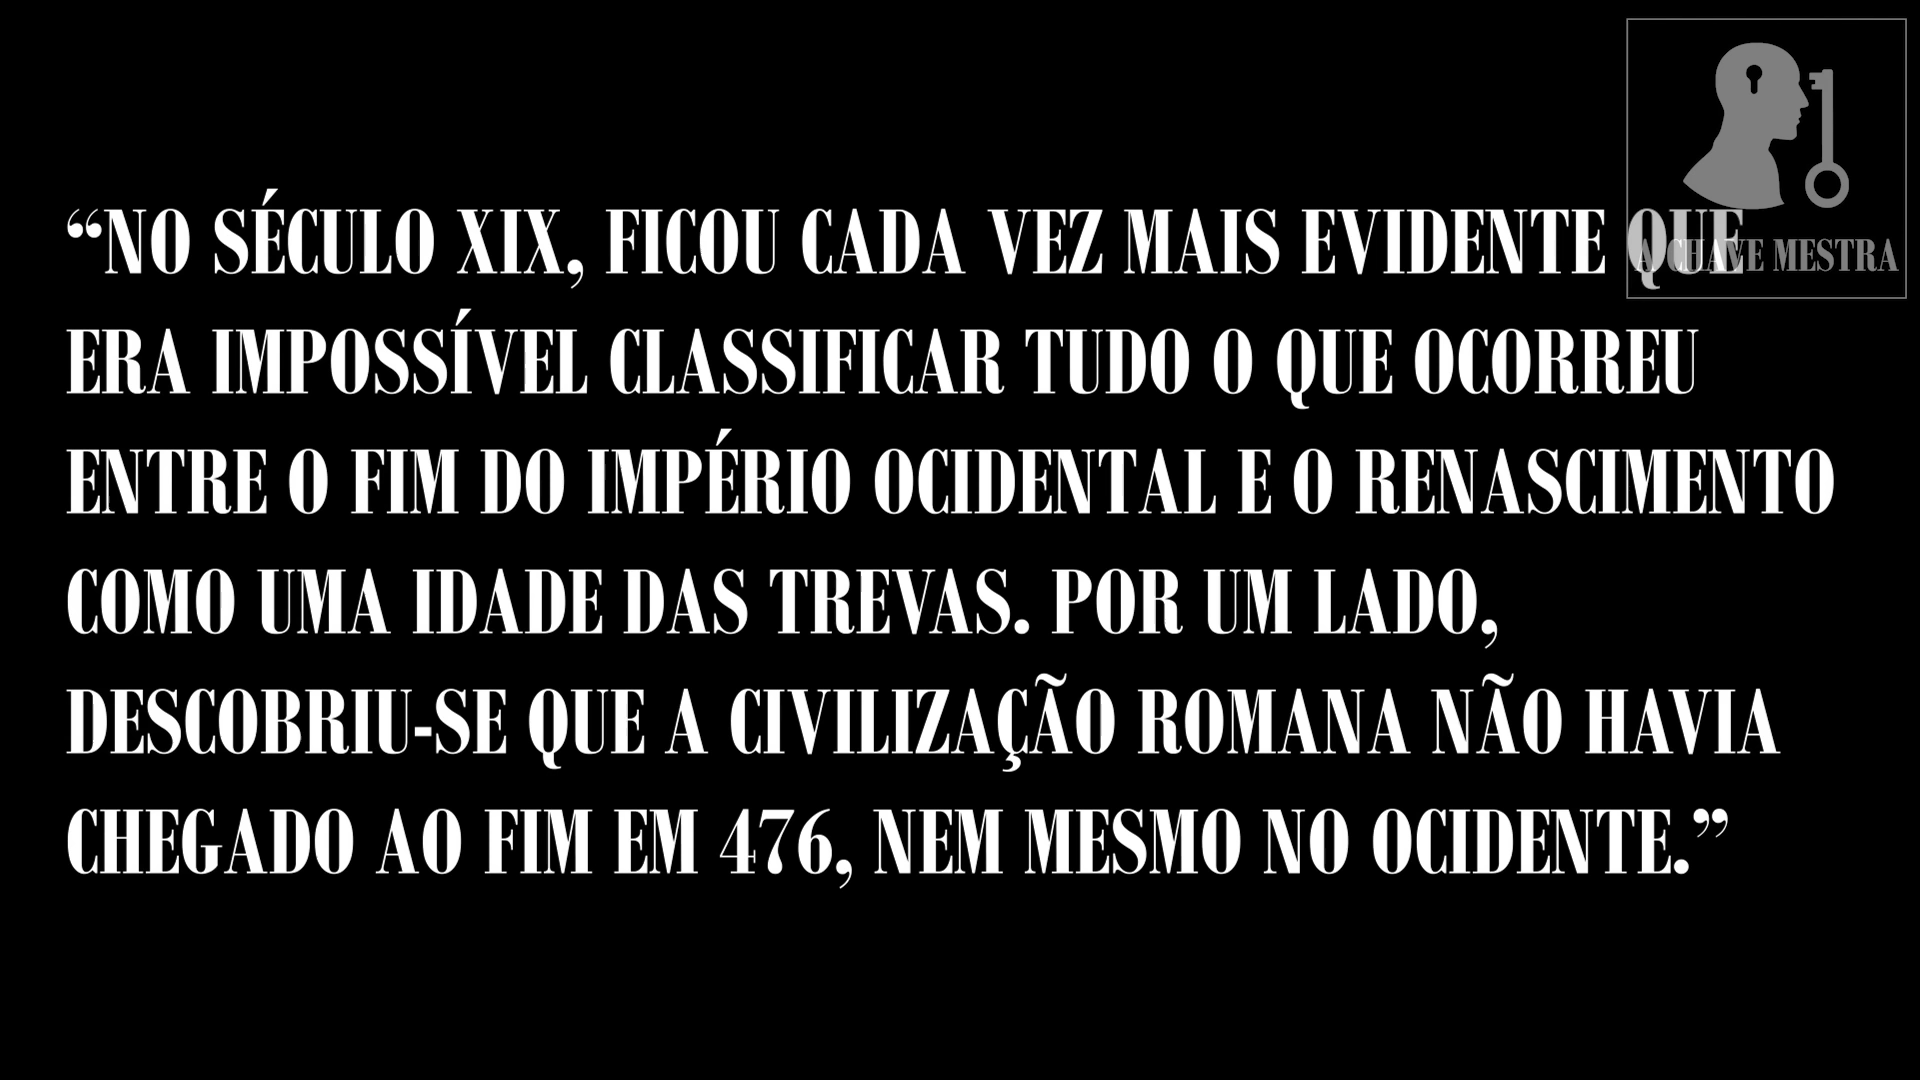 “NO SÉCULO XIX, FICOU CADA VEZ MAIS EVIDENTE QUE
A CHAVE MESTRA
ERA IMPOSSÍVEL CLASSIFICAR TUDO O QUE OCORREU
ENTRE O FIM DO IMPÉRIO OCIDENTAL E O RENASCIMENTO
COMO UMA IDADE DAS TREVAS. POR UM LADO,
DESCOBRIU-SE QUE A CIVILIZAÇÃO ROMANA NÃO HAVIA
CHEGADO AO FIM EM 476, NEM MESMO NO OCIDENTE.”